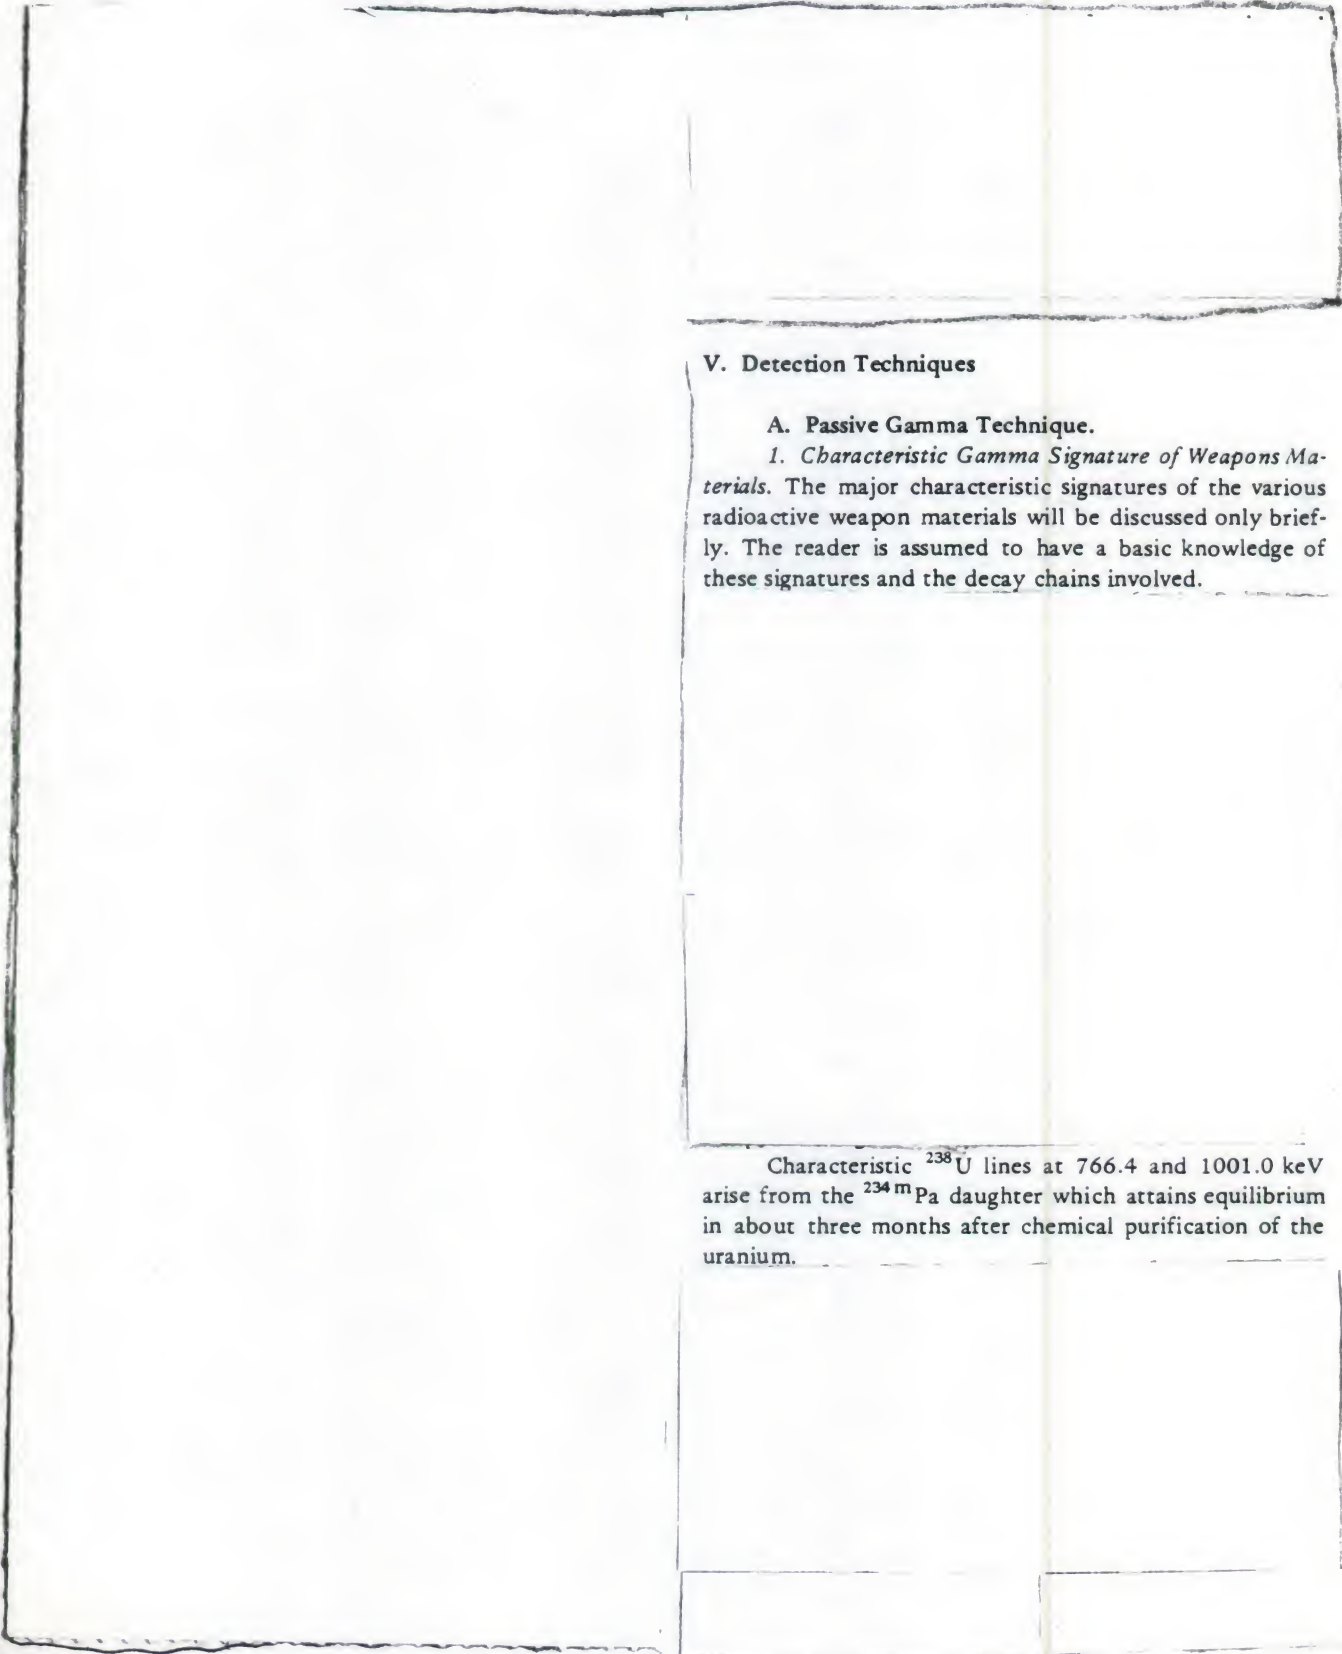 V. Detection Techniques
A. Passive Gamma Technique.
1. Characteristic Gamma Signature of Weapons Ma-
terials. The major characteristic signatures of the various
radioactive weapon materials will be discussed only brief-
ly. The reader is assumed to have a basic knowledge of
these signatures and the decay chains involved.
Characteristic ²³⁸U lines at 766.4 and 1001.0 keV
arise from the ²³⁴ᵐPa daughter which attains equilibrium
in about three months after chemical purification of the
uranium.